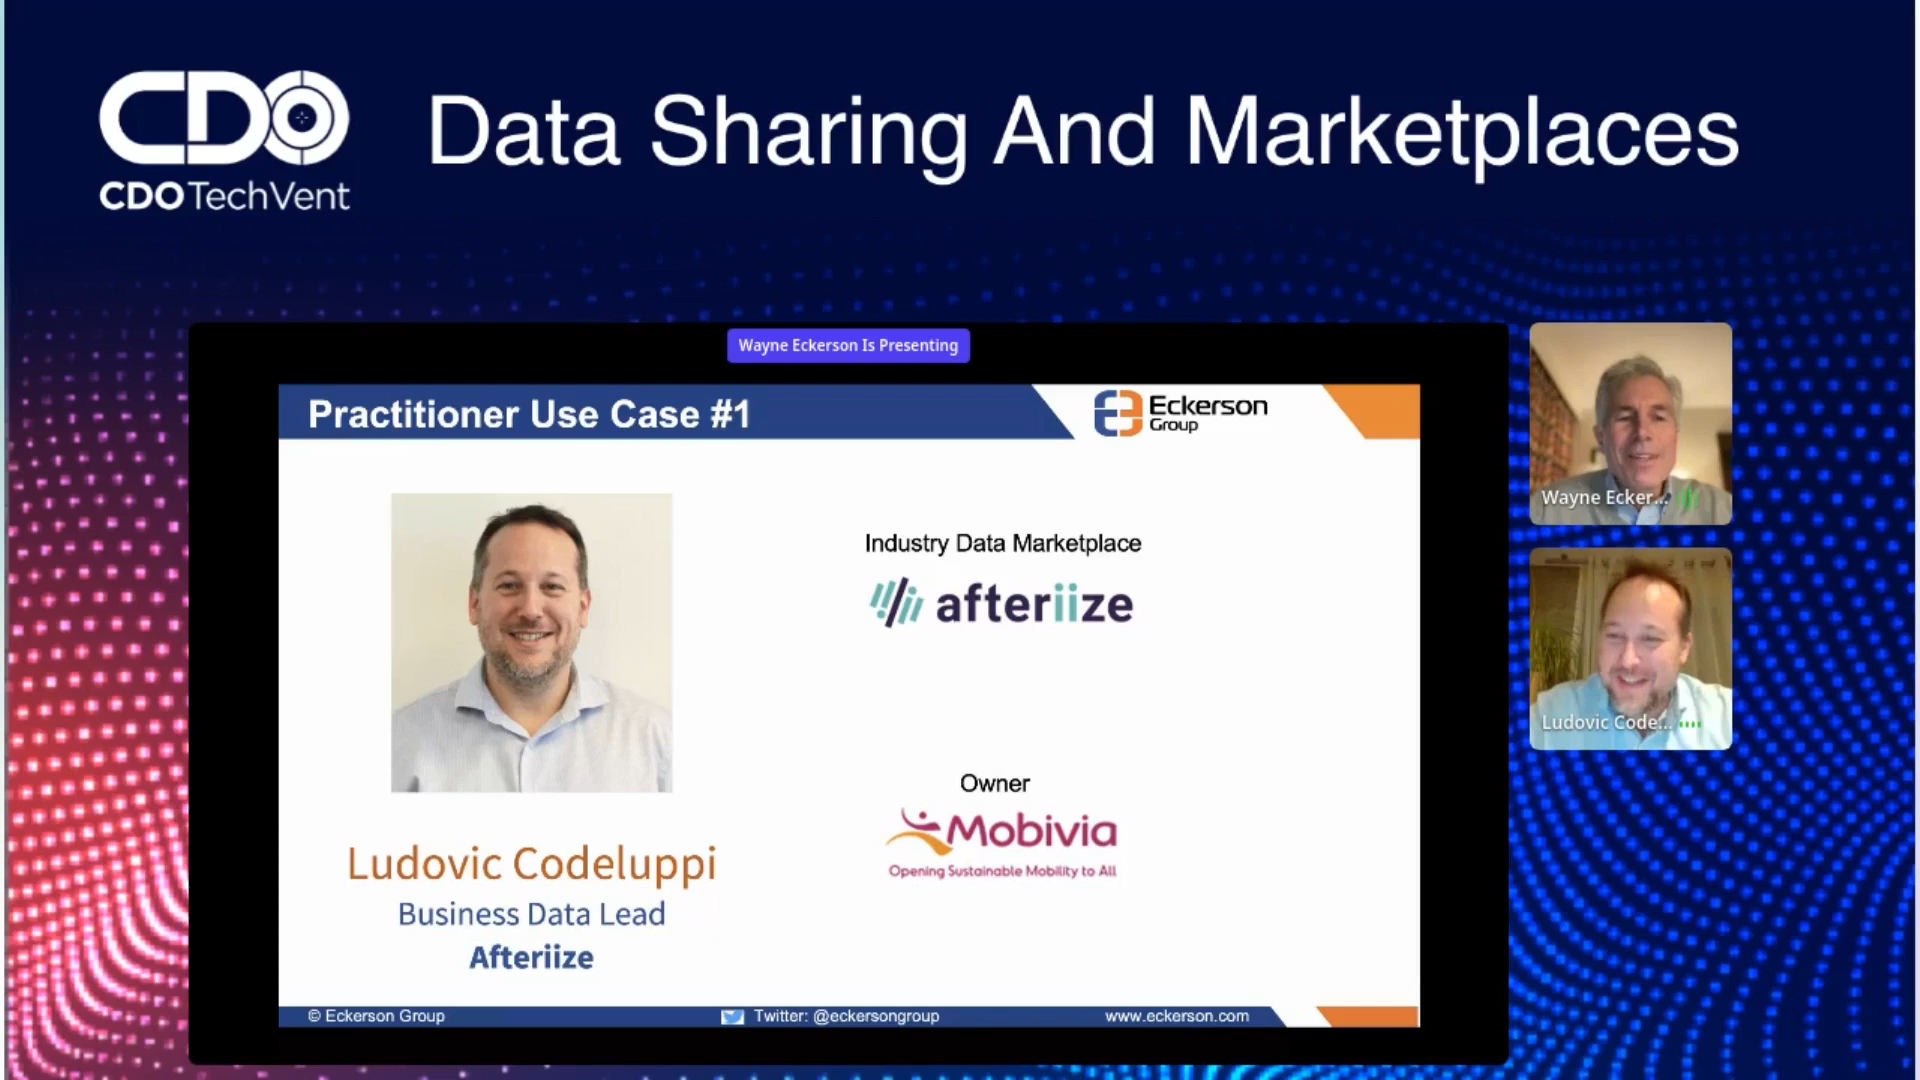 CDO
CDO TechVent
Data Sharing And Marketplaces
Wayne Eckerson Is Presenting
Practitioner Use Case #1
Eckerson
Group
Industry Data Marketplace
afteriize
Owner
Mobivia
Opening Sustainable Mobility to All
Ludovic Codeluppi
Business Data Lead
Afteriize
© Eckerson Group
Twitter: @eckersongroup
www.eckerson.com
Wayne Ecker...
Ludovic Code...